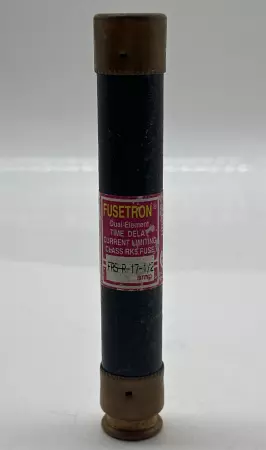 FUSETRON
Dual-Element
TIME DELAY
CURRENT LIMITING
CLASS RK5 FUSE
FRS-R-17-1/2